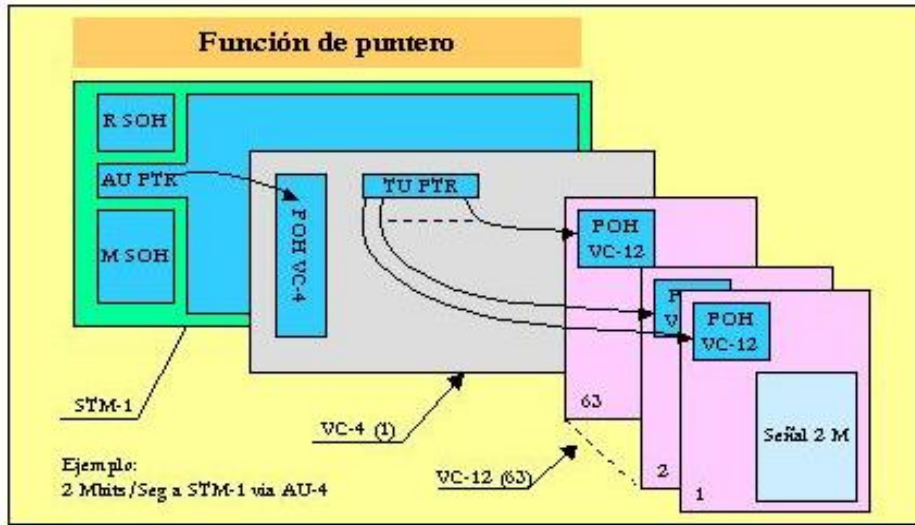 Función de puntero
R SOH
AU PTR
M SOH
POH VC-4
TU PTR
POH
VC-12
POH
VC-12
63
2
1
Señal 2 M
STM-1
VC-4 (1)
VC-12 (63)
Ejemplo:
2 Mbits/Seg a STM-1 via AU-4